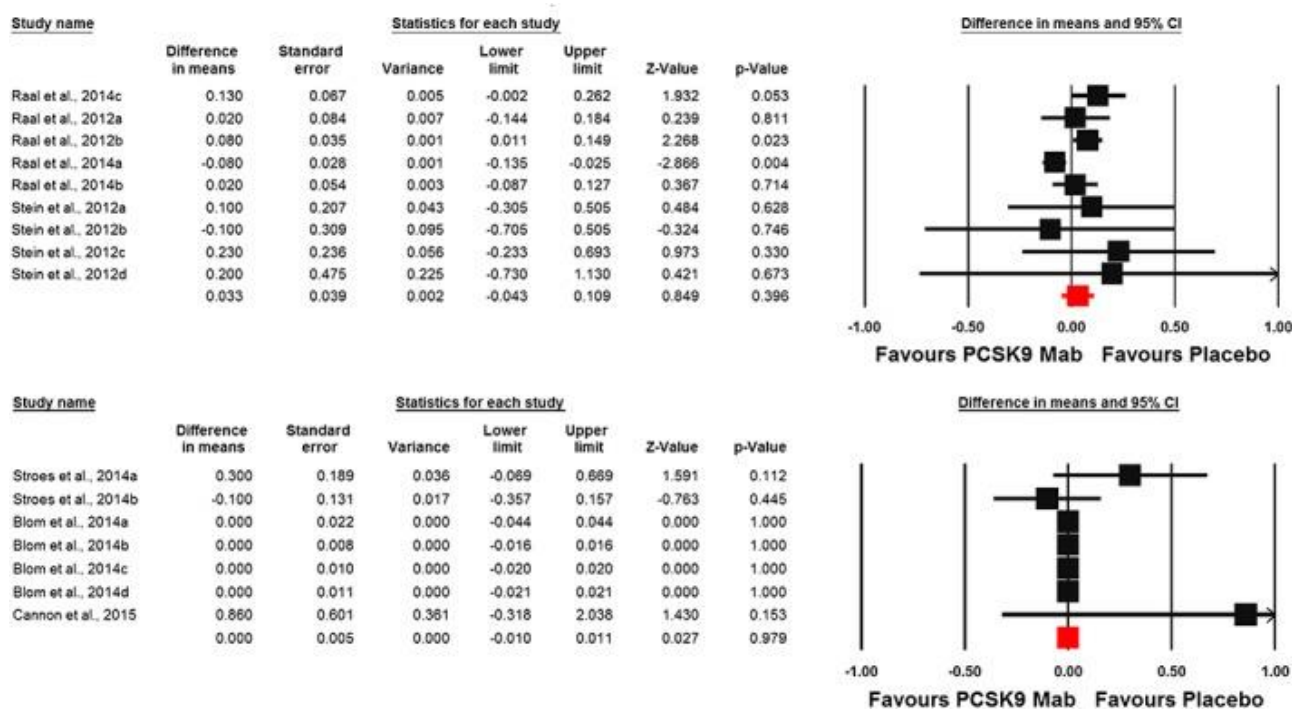 Study name Statistics for each study Difference in means and 95% CI
Difference Standard Lower Upper
in means error Variance limit limit Z-Value p-Value
Raal et al., 2014c 0.130 0.067 0.005 -0.002 0.262 1.932 0.053
Raal et al., 2012a 0.020 0.084 0.007 -0.144 0.184 0.239 0.811
Raal et al., 2012b 0.080 0.035 0.001 0.011 0.149 2.268 0.023
Raal et al., 2014a -0.080 0.028 0.001 -0.135 -0.025 -2.866 0.004
Raal et al., 2014b 0.020 0.054 0.003 -0.087 0.127 0.367 0.714
Stein et al., 2012a 0.100 0.207 0.043 -0.305 0.505 0.484 0.628
Stein et al., 2012b -0.100 0.309 0.095 -0.705 0.505 -0.324 0.746
Stein et al., 2012c 0.230 0.236 0.056 -0.233 0.693 0.973 0.330
Stein et al., 2012d 0.200 0.475 0.225 -0.730 1.130 0.421 0.673
0.033 0.039 0.002 -0.043 0.109 0.849 0.396
-1.00 -0.50 0.00 0.50 1.00
Favours PCSK9 Mab Favours Placebo
Study name Statistics for each study Difference in means and 95% CI
Difference Standard Lower Upper
in means error Variance limit limit Z-Value p-Value
Stroes et al., 2014a 0.300 0.189 0.036 -0.069 0.669 1.591 0.112
Stroes et al., 2014b -0.100 0.131 0.017 -0.357 0.157 -0.763 0.445
Blom et al., 2014a 0.000 0.022 0.000 -0.044 0.044 0.000 1.000
Blom et al., 2014b 0.000 0.008 0.000 -0.016 0.016 0.000 1.000
Blom et al., 2014c 0.000 0.010 0.000 -0.020 0.020 0.000 1.000
Blom et al., 2014d 0.000 0.011 0.000 -0.021 0.021 0.000 1.000
Cannon et al., 2015 0.860 0.601 0.361 -0.318 2.038 1.430 0.153
0.000 0.005 0.000 -0.010 0.011 0.027 0.979
-1.00 -0.50 0.00 0.50 1.00
Favours PCSK9 Mab Favours Placebo